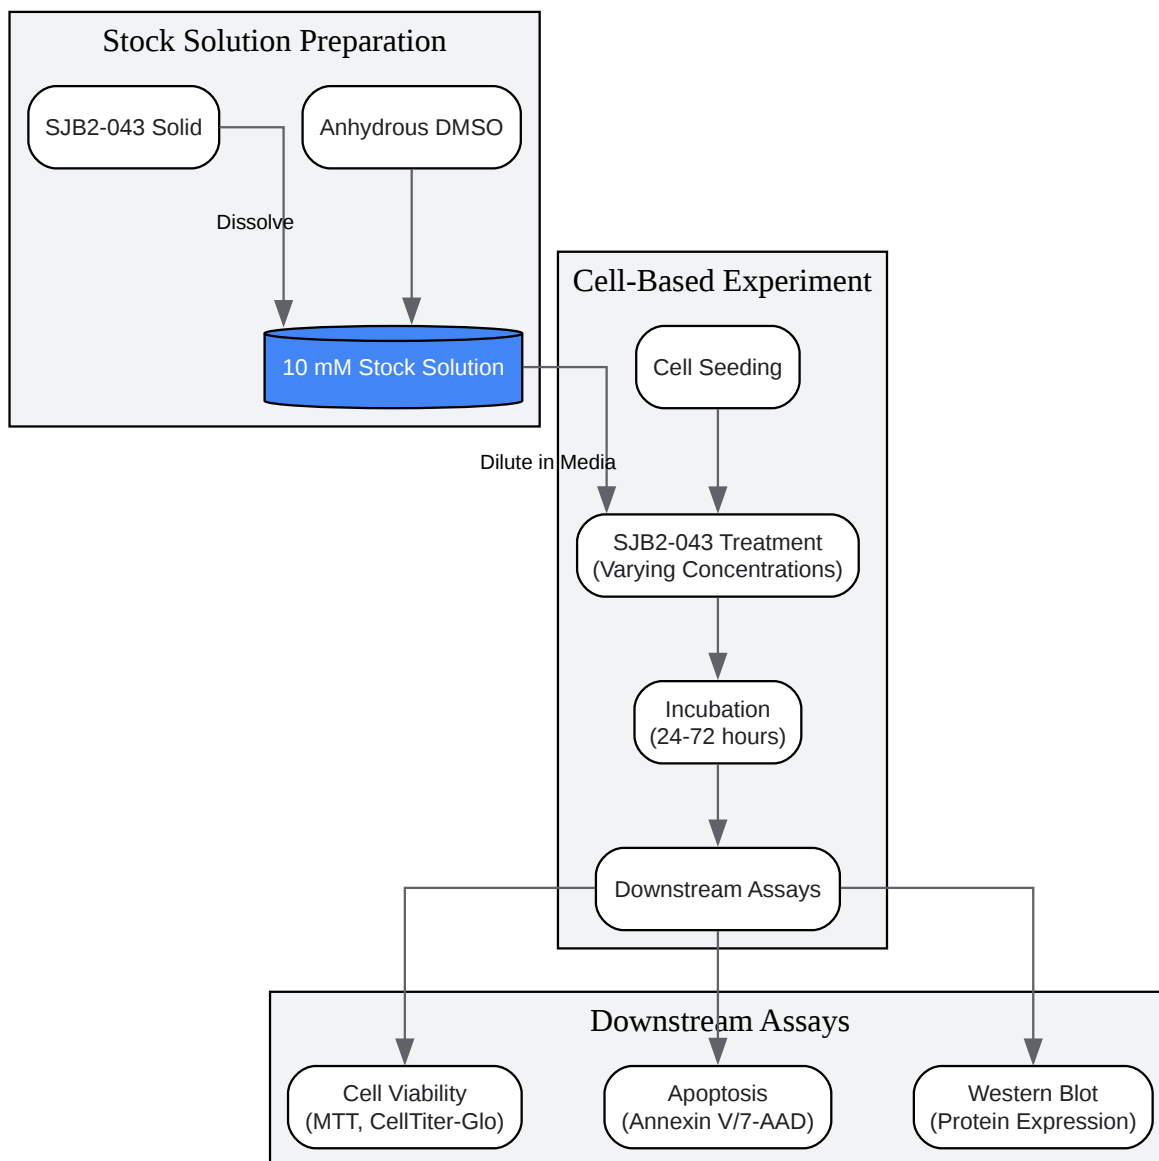 Stock Solution Preparation
SJB2-043 Solid
Anhydrous DMSO
Dissolve
10 mM Stock Solution
Cell-Based Experiment
Cell Seeding
Dilute in Media
SJB2-043 Treatment
(Varying Concentrations)
Incubation
(24-72 hours)
Downstream Assays
Downstream Assays
Cell Viability
(MTT, CellTiter-Glo)
Apoptosis
(Annexin V/7-AAD)
Western Blot
(Protein Expression)